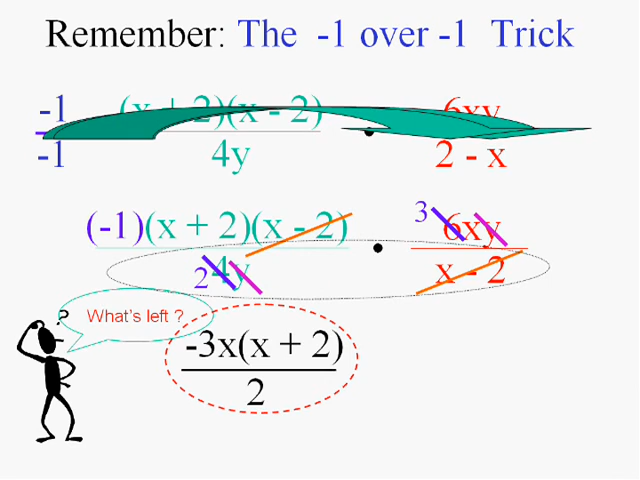 Remember: The -1 over -1 Trick
-1 (x + 2)(x - 2) 6xy
-1 4y 2 - x
(-1)(x + 2)(x - 2) 3 6xy
2 4y x - 2
? What's left ?
-3x(x + 2)
2